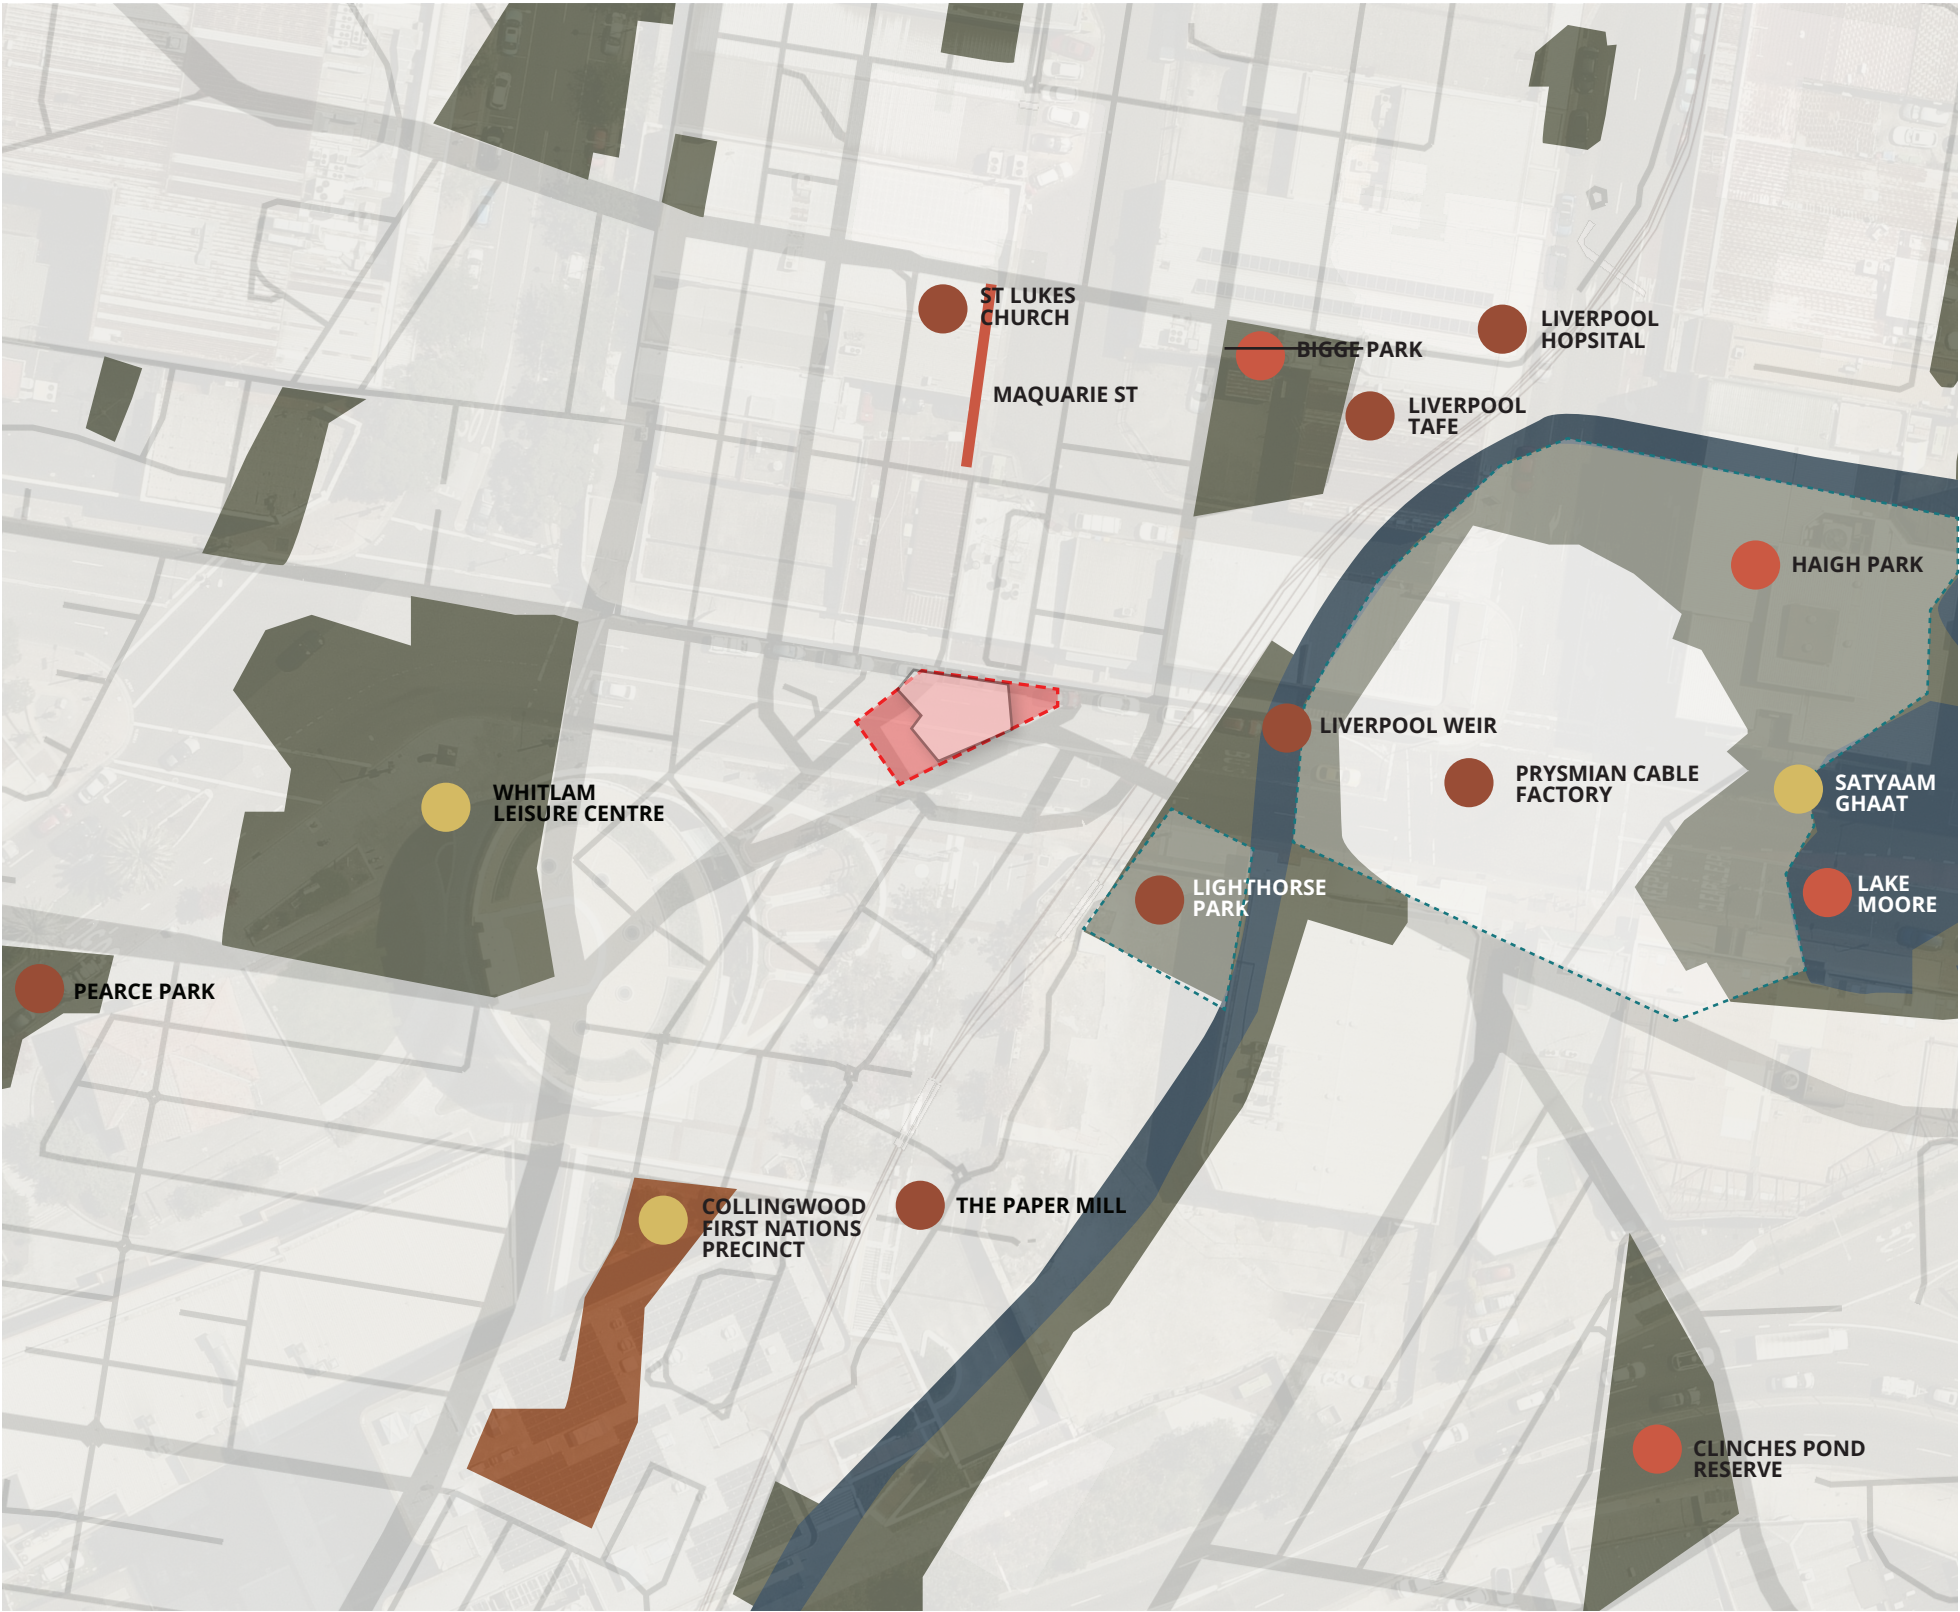 ST LUKES
CHURCH
MAQUARIE ST
BIGGE PARK
LIVERPOOL
HOPSITAL
LIVERPOOL
TAFE
HAIGH PARK
LIVERPOOL WEIR
PRYSMIAN CABLE
FACTORY
SATYAAM
GHAAT
WHITLAM
LEISURE CENTRE
LIGHTHORSE
PARK
LAKE
MOORE
PEARCE PARK
COLLINGWOOD
FIRST NATIONS
PRECINCT
THE PAPER MILL
CLINCHES POND
RESERVE